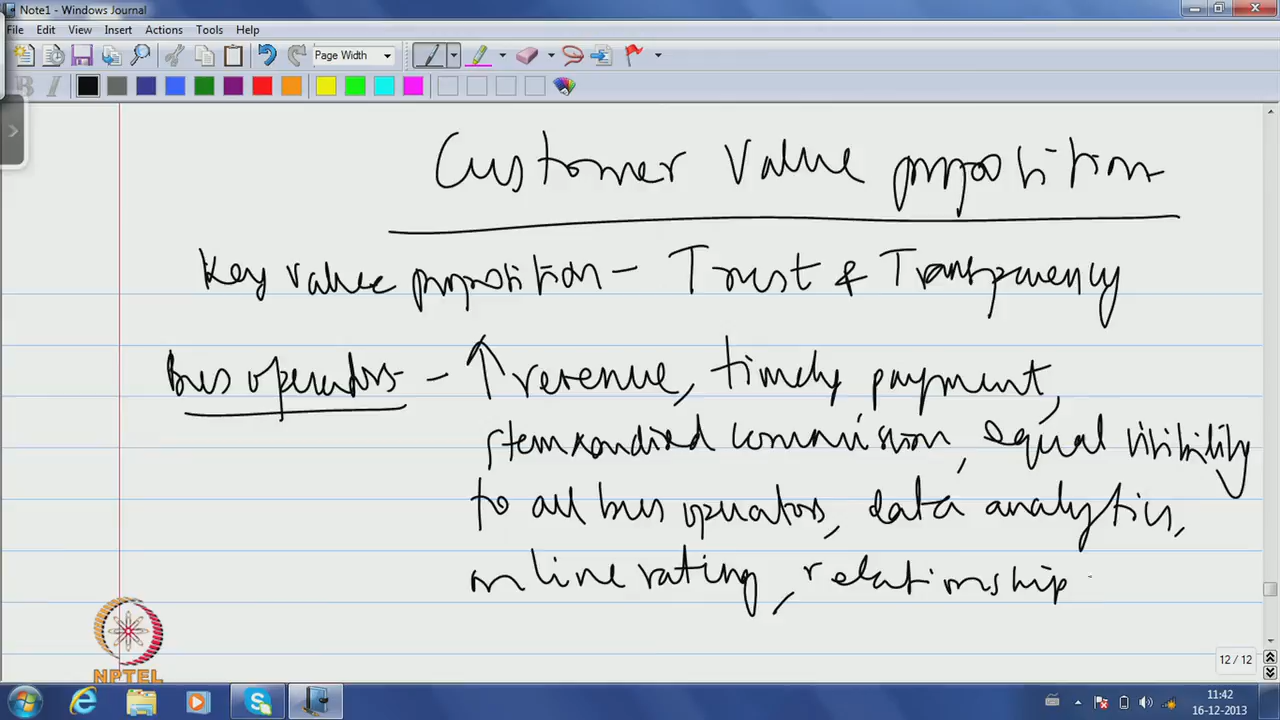 Note1 - Windows Journal
File Edit View Insert Actions Tools Help
Page Width
Customer Value proposition
Key value proposition - Trust & Transparency
Bus operators - ↑ revenue, timely payment,
standardised commission, equal visibility
to all bus operators, data analytics,
online rating, relationship
NPTEL
12 / 12
11:42
16-12-2013